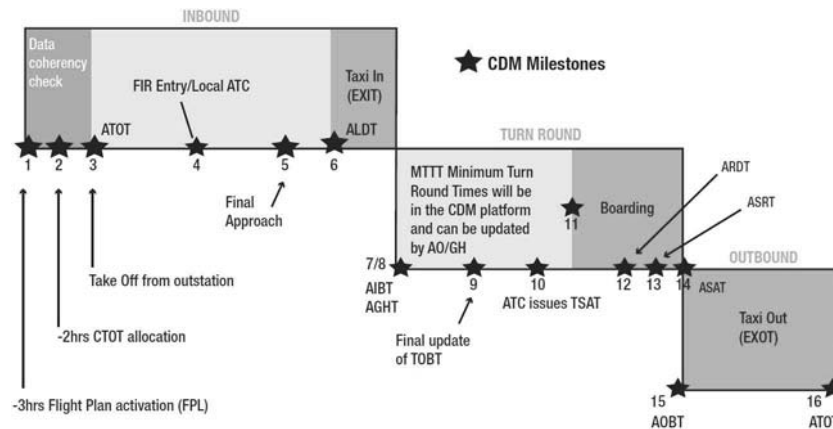 INBOUND
Data
coherency
check
FIR Entry/Local ATC
Taxi In
(EXIT)
CDM Milestones
ATOT
ALDT
1
2
3
4
5
6
TURN ROUND
Final
Approach
MTTT Minimum Turn
Round Times will be
in the CDM platform
and can be updated
by AO/GH
11
Boarding
ARDT
ASRT
Take Off from outstation
7/8
AIBT
AGHT
9
10
12
13
14
ATC issues TSAT
ASAT
OUTBOUND
-2hrs CTOT allocation
Final update
of TOBT
Taxi Out
(EXOT)
-3hrs Flight Plan activation (FPL)
15
AOBT
16
ATOT